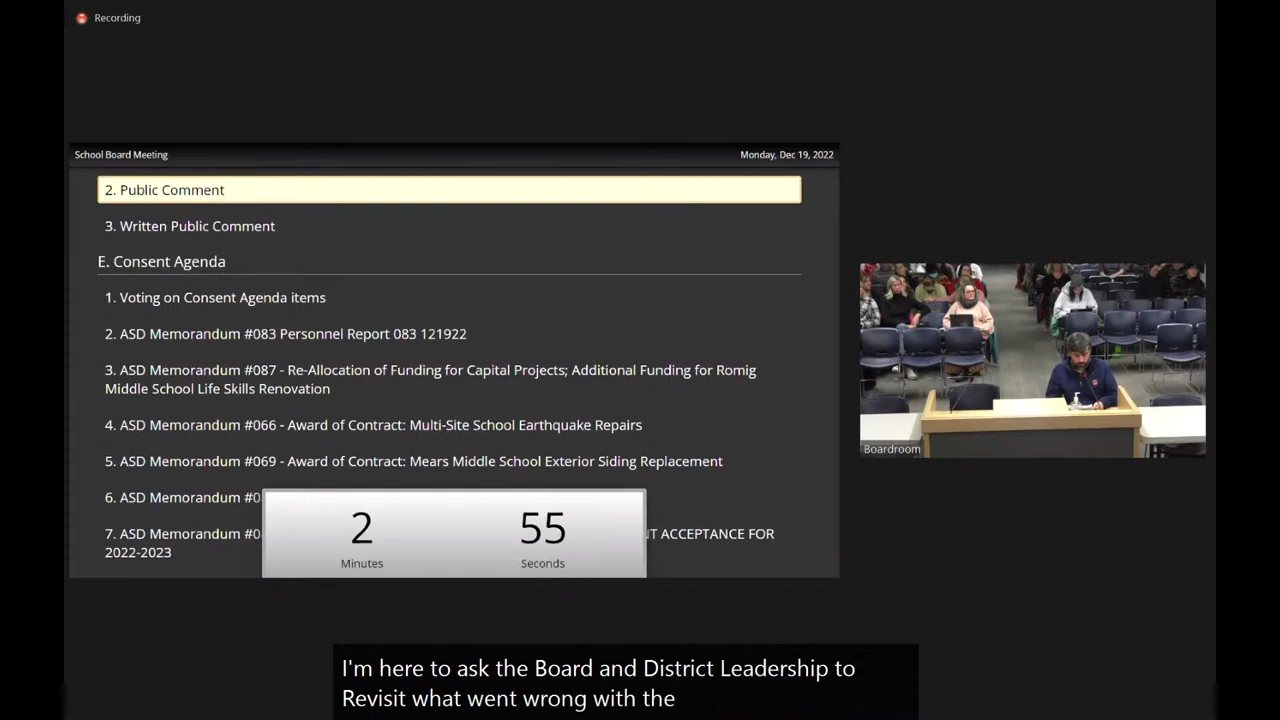 Recording
School Board Meeting
Monday, Dec 19, 2022
2. Public Comment
3. Written Public Comment
E. Consent Agenda
1. Voting on Consent Agenda items
2. ASD Memorandum #083 Personnel Report 083 121922
3. ASD Memorandum #087 - Re-Allocation of Funding for Capital Projects; Additional Funding for Romig
Middle School Life Skills Renovation
4. ASD Memorandum #066 - Award of Contract: Multi-Site School Earthquake Repairs
5. ASD Memorandum #069 - Award of Contract: Mears Middle School Exterior Siding Replacement
6. ASD Memorandum
7. ASD Memorandum ACCEPTANCE FOR
2022-2023
2 55
Minutes Seconds
Boardroom
I'm here to ask the Board and District Leadership to
Revisit what went wrong with the